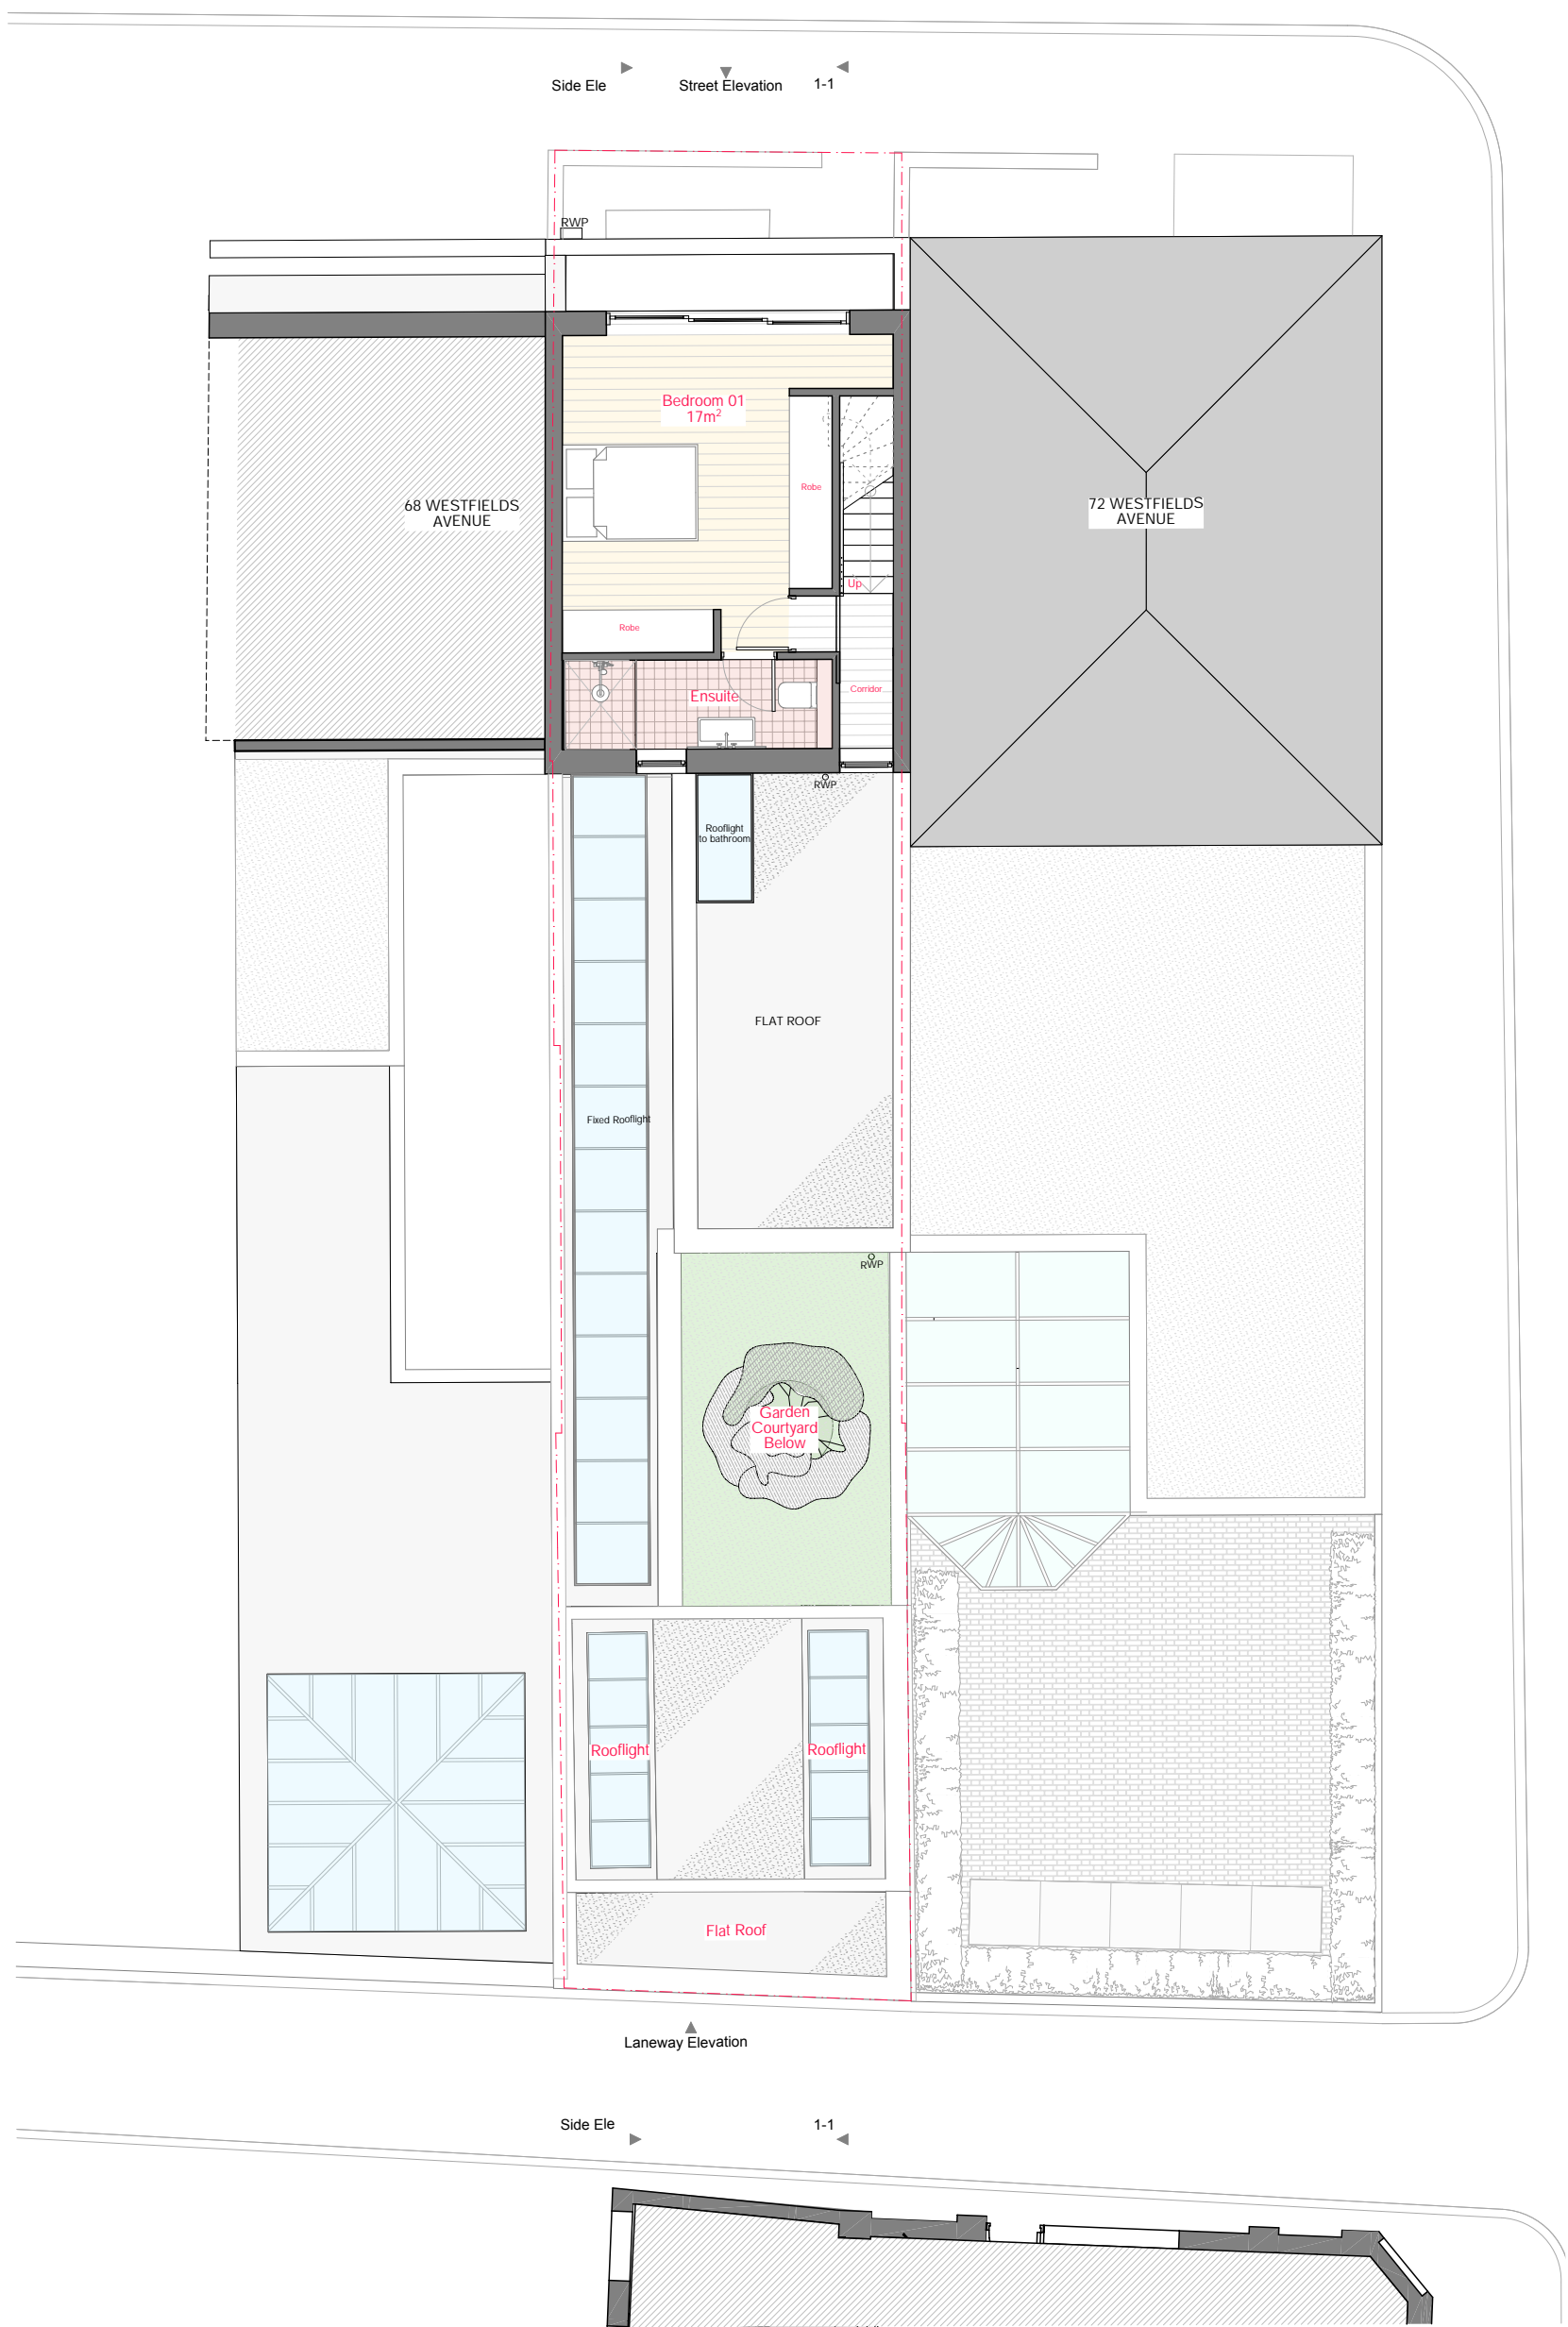 Side Ele
Street Elevation
1-1
RWP
Bedroom 01
17m²
68 WESTFIELDS
AVENUE
Robe
72 WESTFIELDS
AVENUE
Up
Robe
Ensuite
Corridor
RWP
Rooflight
to bathroom
FLAT ROOF
Fixed Rooflight
RWP
Garden
Courtyard
Below
Rooflight
Rooflight
Flat Roof
Laneway Elevation
Side Ele
1-1